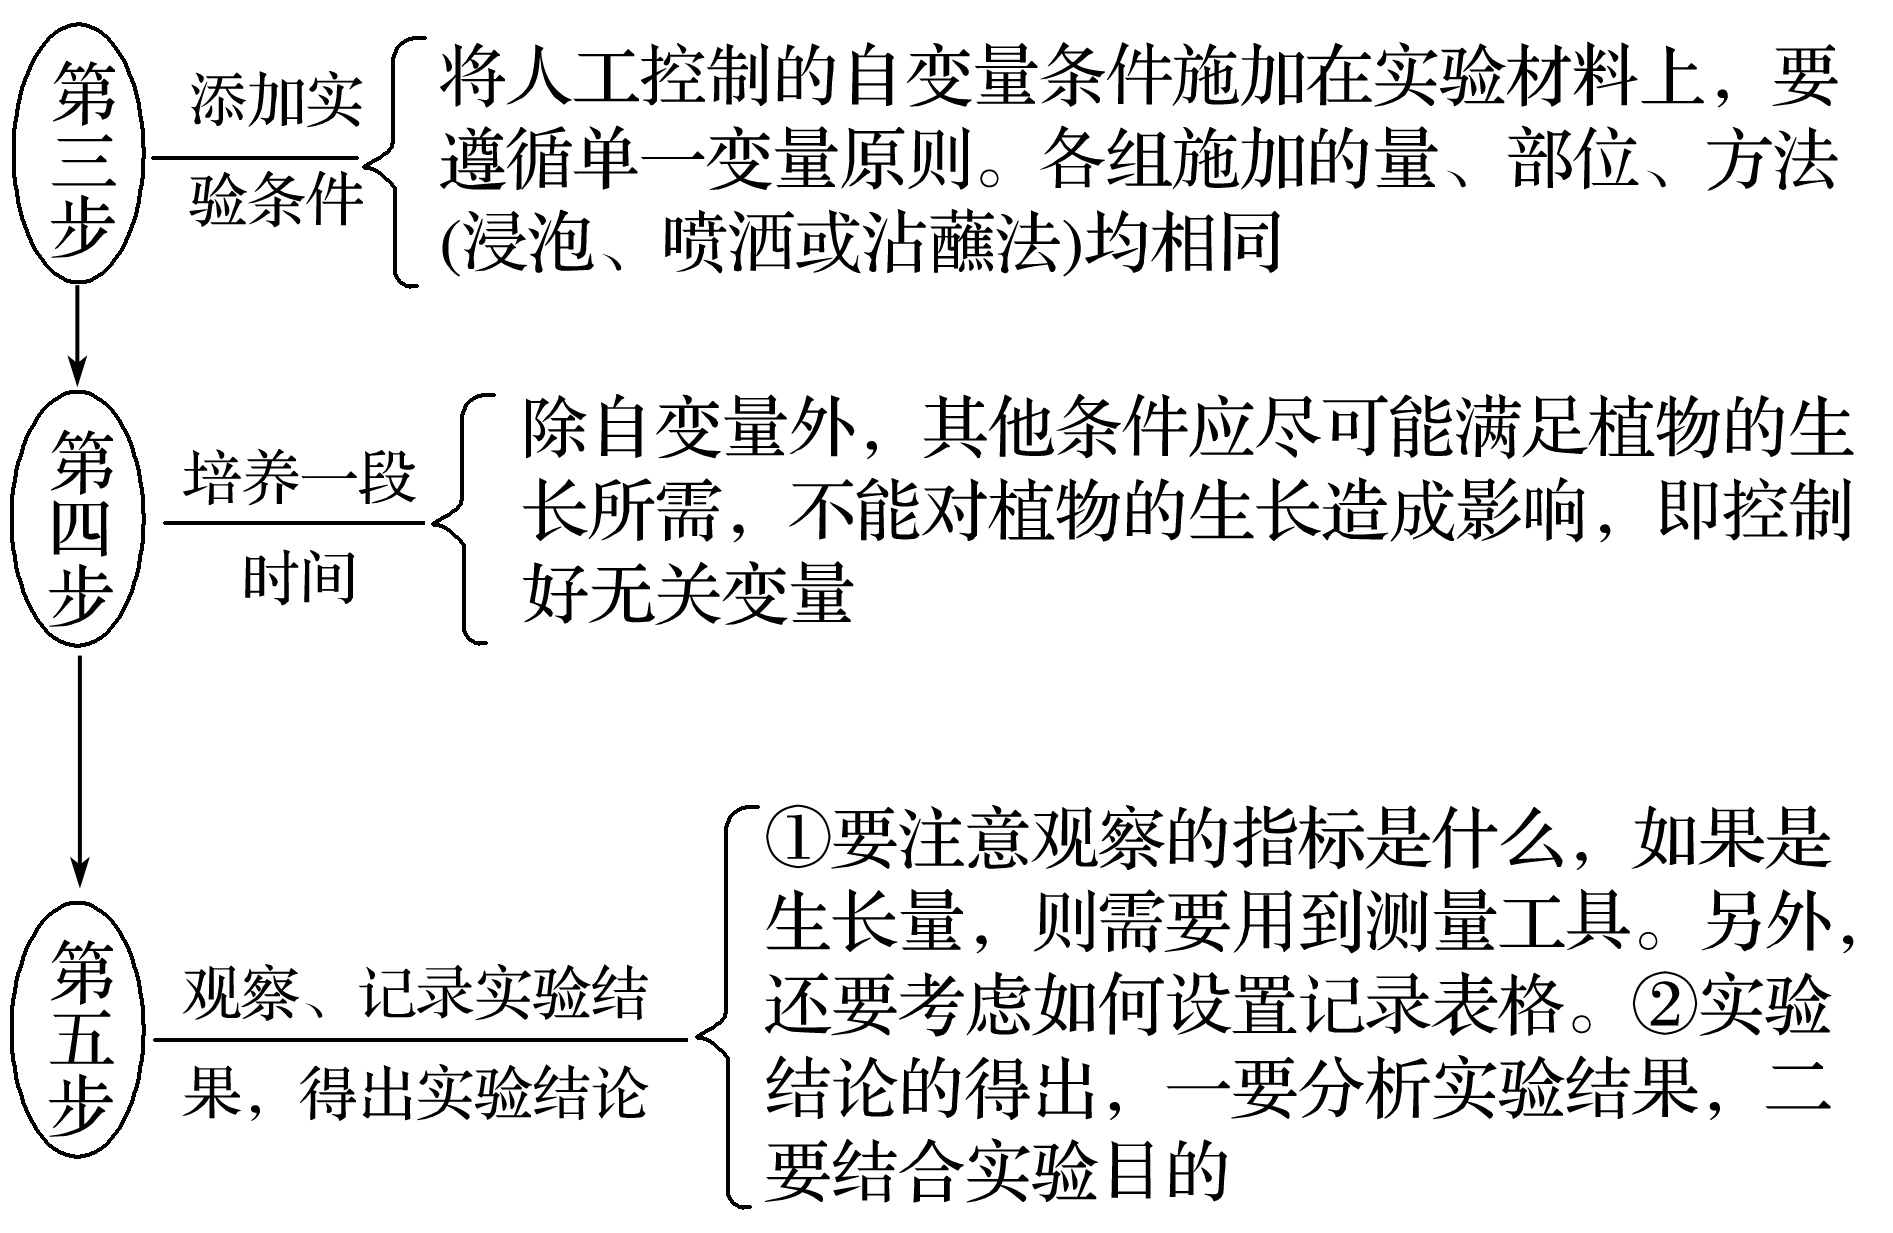 第三步
添加实
验条件
将人工控制的自变量条件施加在实验材料上，要
遵循单一变量原则。各组施加的量、部位、方法
(浸泡、喷洒或沾蘸法)均相同
第四步
培养一段
时间
除自变量外，其他条件应尽可能满足植物的生
长所需，不能对植物的生长造成影响，即控制
好无关变量
第五步
观察、记录实验结
果，得出实验结论
①要注意观察的指标是什么，如果是
生长量，则需要用到测量工具。另外，
还要考虑如何设置记录表格。②实验
结论的得出，一要分析实验结果，二
要结合实验目的